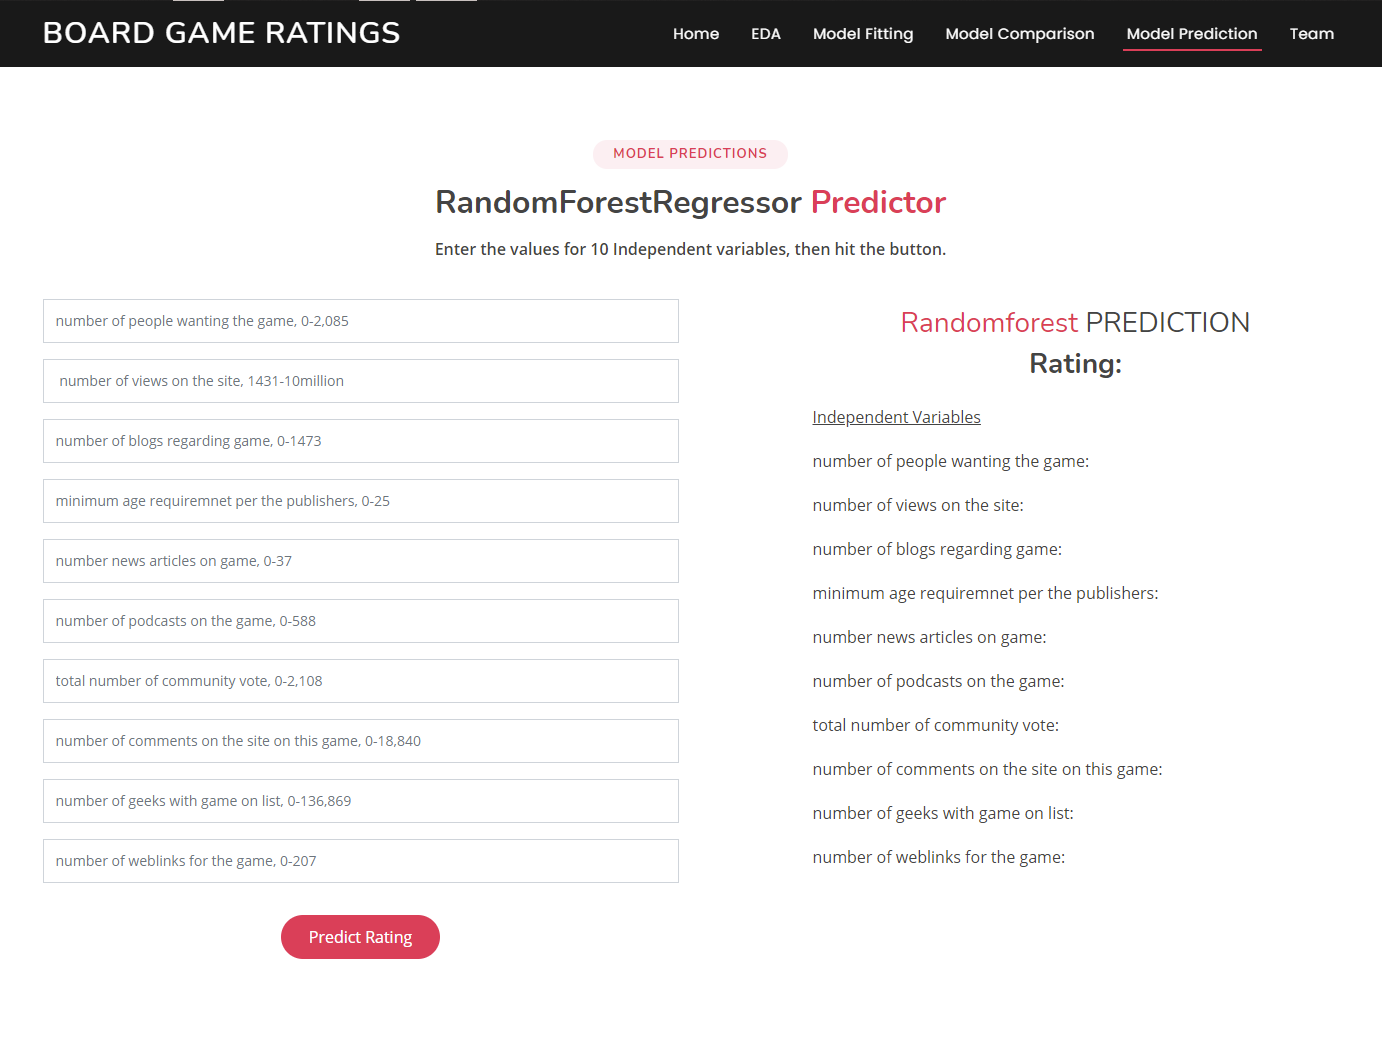 BOARD GAME RATINGS
Home EDA Model Fitting Model Comparison Model Prediction Team
MODEL PREDICTIONS
RandomForestRegressor Predictor
Enter the values for 10 Independent variables, then hit the button.
number of people wanting the game, 0-2,085
number of views on the site, 1431-10million
number of blogs regarding game, 0-1473
minimum age requiremnet per the publishers, 0-25
number news articles on game, 0-37
number of podcasts on the game, 0-588
total number of community vote, 0-2,108
number of comments on the site on this game, 0-18,840
number of geeks with game on list, 0-136,869
number of weblinks for the game, 0-207
Predict Rating
Randomforest PREDICTION
Rating:
Independent Variables
number of people wanting the game:
number of views on the site:
number of blogs regarding game:
minimum age requiremnet per the publishers:
number news articles on game:
number of podcasts on the game:
total number of community vote:
number of comments on the site on this game:
number of geeks with game on list:
number of weblinks for the game: